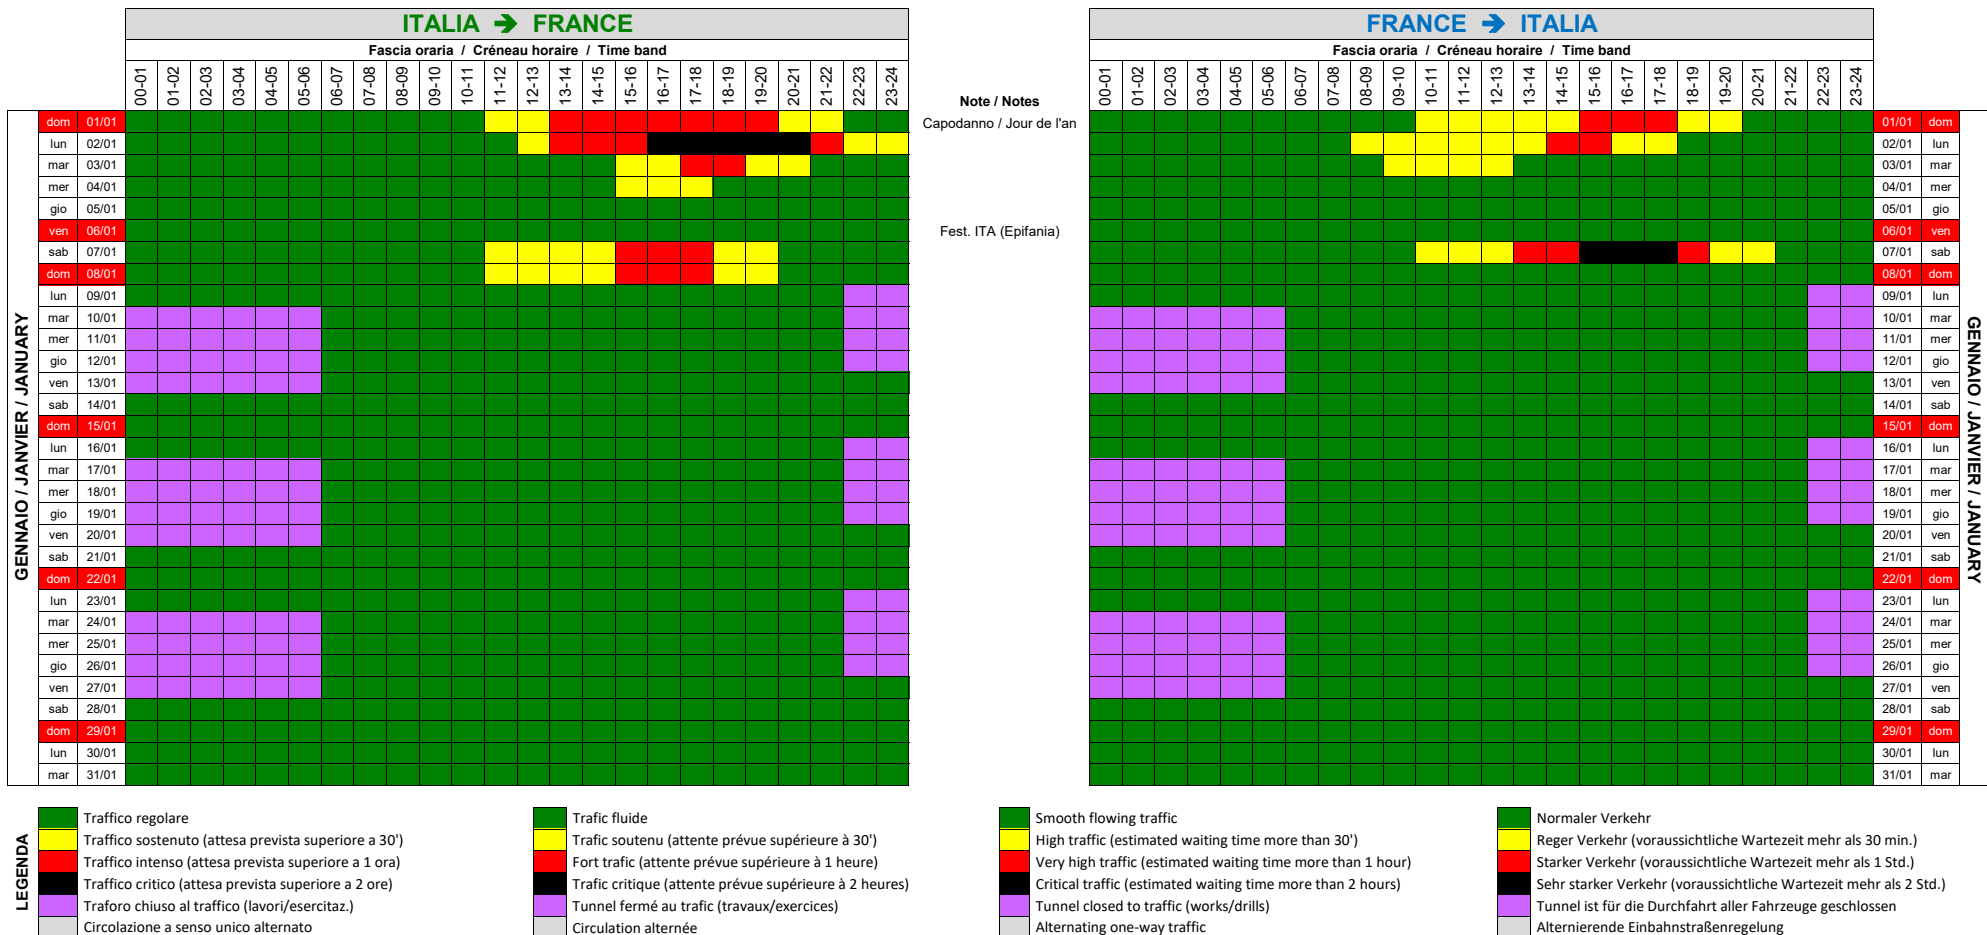 ITALIA ➔ FRANCE
FRANCE ➔ ITALIA
Fascia oraria / Créneau horaire / Time band
Fascia oraria / Créneau horaire / Time band
00-01 01-02 02-03 03-04 04-05 05-06 06-07 07-08 08-09 09-10 10-11 11-12 12-13 13-14 14-15 15-16 16-17 17-18 18-19 19-20 20-21 21-22 22-23 23-24
Note / Notes
00-01 01-02 02-03 03-04 04-05 05-06 06-07 07-08 08-09 09-10 10-11 11-12 12-13 13-14 14-15 15-16 16-17 17-18 18-19 19-20 20-21 21-22 22-23 23-24
GENNAIO / JANVIER / JANUARY
dom 01/01 Capodanno / Jour de l'an 01/01 dom
lun 02/01 02/01 lun
mar 03/01 03/01 mar
mer 04/01 04/01 mer
gio 05/01 05/01 gio
ven 06/01 Fest. ITA (Epifania) 06/01 ven
sab 07/01 07/01 sab
dom 08/01 08/01 dom
lun 09/01 09/01 lun
mar 10/01 10/01 mar
mer 11/01 11/01 mer
gio 12/01 12/01 gio
ven 13/01 13/01 ven
sab 14/01 14/01 sab
dom 15/01 15/01 dom
lun 16/01 16/01 lun
mar 17/01 17/01 mar
mer 18/01 18/01 mer
gio 19/01 19/01 gio
ven 20/01 20/01 ven
sab 21/01 21/01 sab
dom 22/01 22/01 dom
lun 23/01 23/01 lun
mar 24/01 24/01 mar
mer 25/01 25/01 mer
gio 26/01 26/01 gio
ven 27/01 27/01 ven
sab 28/01 28/01 sab
dom 29/01 29/01 dom
lun 30/01 30/01 lun
mar 31/01 31/01 mar
GENNAIO / JANVIER / JANUARY
LEGENDA
Traffico regolare
Traffico sostenuto (attesa prevista superiore a 30')
Traffico intenso (attesa prevista superiore a 1 ora)
Traffico critico (attesa prevista superiore a 2 ore)
Traforo chiuso al traffico (lavori/esercitaz.)
Circolazione a senso unico alternato
Trafic fluide
Trafic soutenu (attente prévue supérieure à 30')
Fort trafic (attente prévue supérieure à 1 heure)
Trafic critique (attente prévue supérieure à 2 heures)
Tunnel fermé au trafic (travaux/exercices)
Circulation alternée
Smooth flowing traffic
High traffic (estimated waiting time more than 30')
Very high traffic (estimated waiting time more than 1 hour)
Critical traffic (estimated waiting time more than 2 hours)
Tunnel closed to traffic (works/drills)
Alternating one-way traffic
Normaler Verkehr
Reger Verkehr (voraussichtliche Wartezeit mehr als 30 min.)
Starker Verkehr (voraussichtliche Wartezeit mehr als 1 Std.)
Sehr starker Verkehr (voraussichtliche Wartezeit mehr als 2 Std.)
Tunnel ist für die Durchfahrt aller Fahrzeuge geschlossen
Alternierende Einbahnstraßenregelung